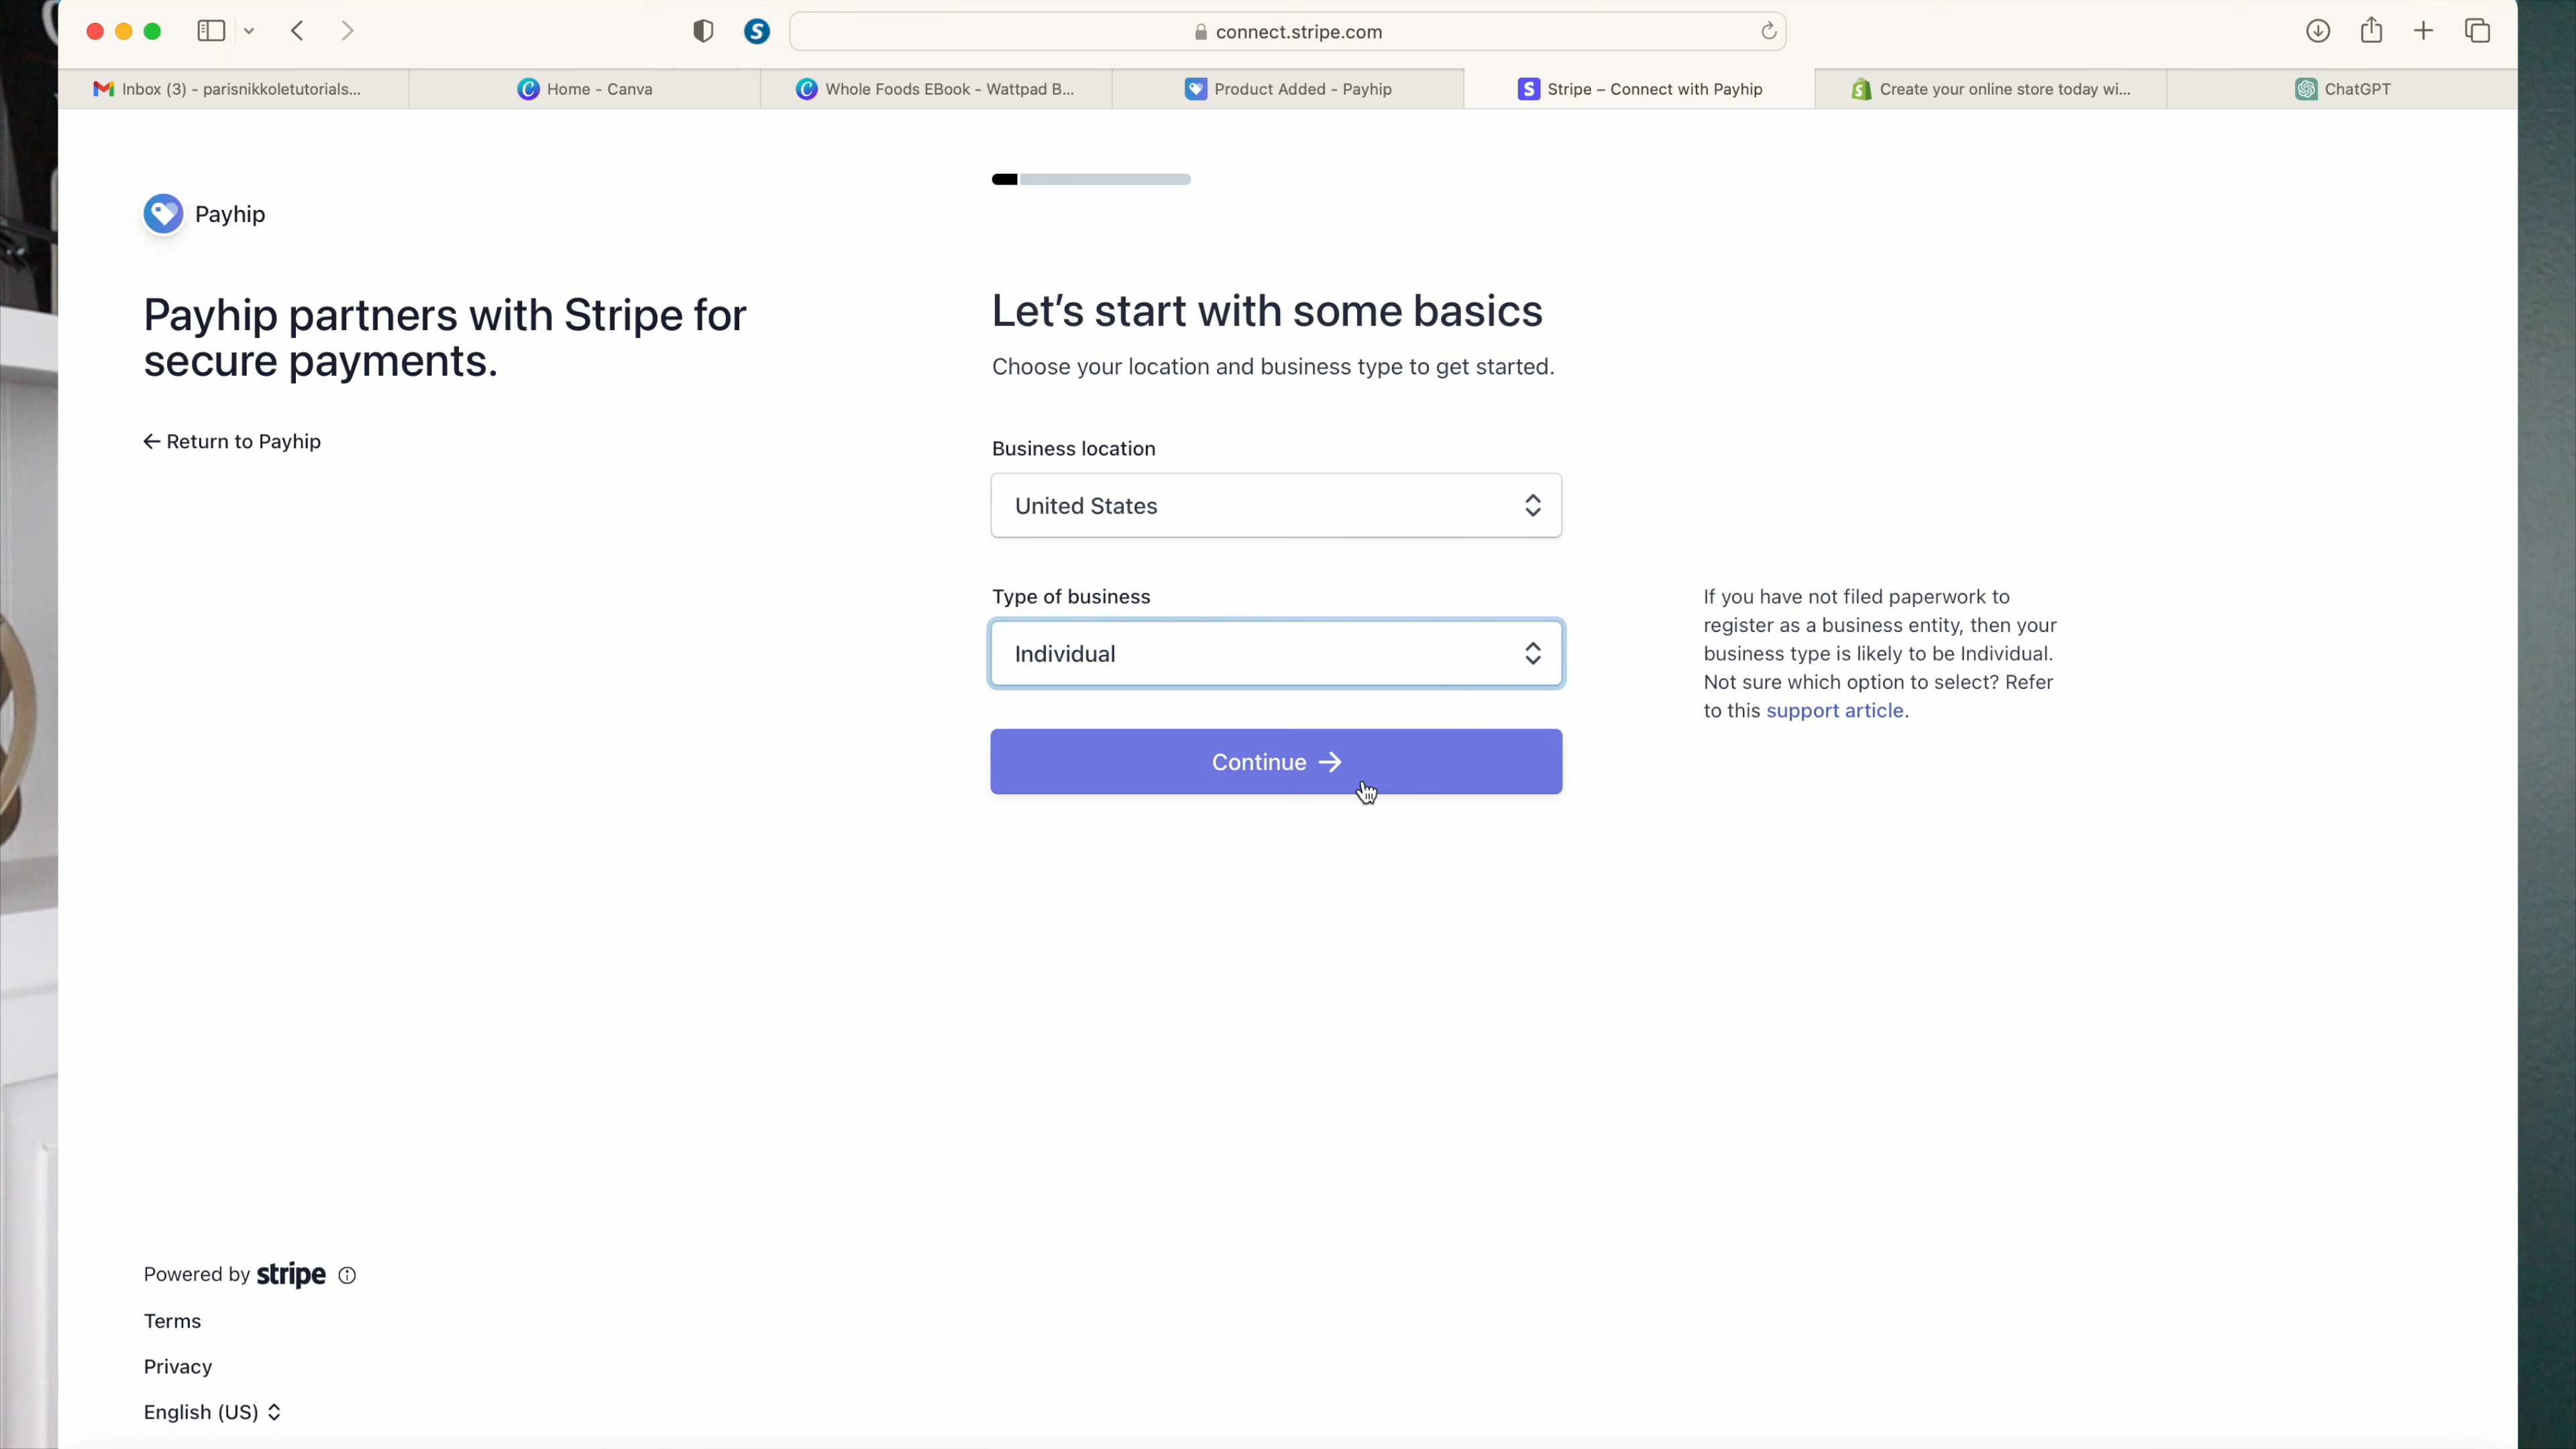 connect.stripe.com
Inbox (3) - parisnikkoletutorials...
Home - Canva
Whole Foods EBook - Wattpad B...
Product Added - Payhip
Stripe – Connect with Payhip
Create your online store today wi...
ChatGPT
Payhip
Payhip partners with Stripe for
secure payments.
← Return to Payhip
Let's start with some basics
Choose your location and business type to get started.
Business location
United States
Type of business
Individual
If you have not filed paperwork to
register as a business entity, then your
business type is likely to be Individual.
Not sure which option to select? Refer
to this support article.
Continue →
Powered by stripe
Terms
Privacy
English (US)